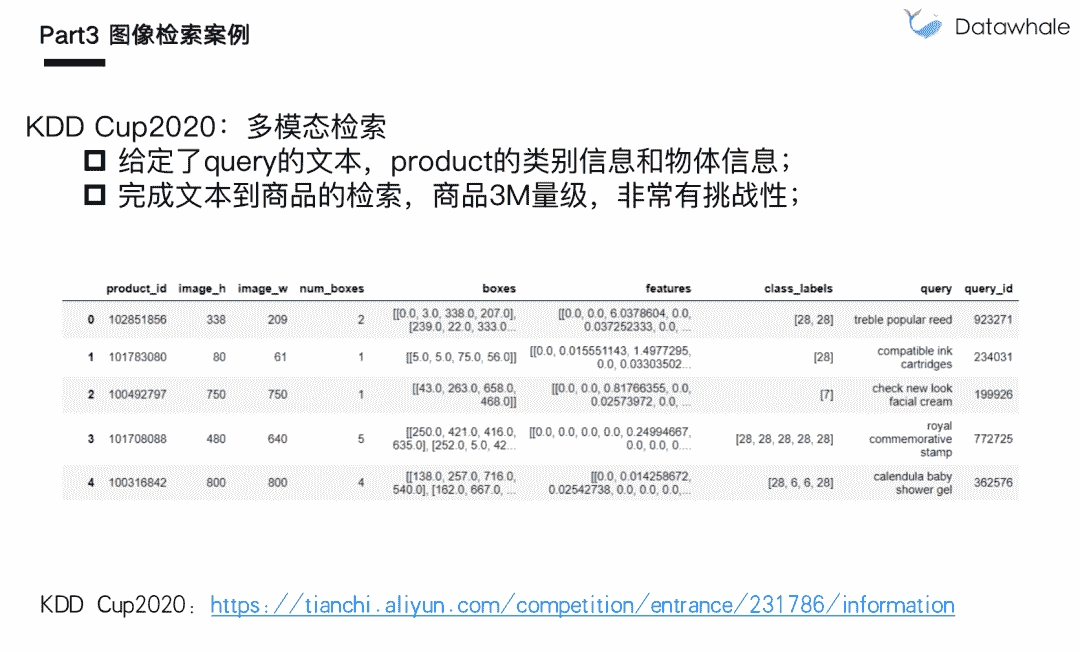 Part3 图像检索案例
Datawhale
KDD Cup2020：多模态检索
给定了query的文本，product的类别信息和物体信息；
完成文本到商品的检索，商品3M量级，非常有挑战性；
product_id image_h image_w num_boxes boxes features class_labels query query_id
0 102851856 338 209 2 [[0.0, 3.0, 338.0, 207.0], [[0.0, 0.0, 6.0378604, 0.0, [28, 28] treble popular reed 923271
[239.0, 22.0, 333.0... 0.037252333, 0.0, ...
1 101783080 80 61 1 [[5.0, 5.0, 75.0, 56.0]] [[0.0, 0.015551143, 1.4977295, [28] compatible ink 234031
0.0, 0.03303502... cartridges
2 100492797 750 750 1 [[43.0, 263.0, 658.0, [[0.0, 0.0, 0.81766355, 0.0, [7] check new look 199926
468.0]] 0.02573972, 0.0, ... facial cream
3 101708088 480 640 5 [[250.0, 421.0, 416.0, [[0.0, 0.0, 0.0, 0.0, 0.24994667, [28, 28, 28, 28, 28] royal 772725
635.0], [252.0, 5.0, 42... 0.0, 0.0, 0.... commemorative
stamp
4 100316842 800 800 4 [[138.0, 257.0, 716.0, [[0.0, 0.014258672, [28, 6, 6, 28] calendula baby 362576
540.0], [162.0, 667.0, ... 0.02542738, 0.0, 0.0, 0.0,... shower gel
KDD Cup2020：https://tianchi.aliyun.com/competition/entrance/231786/information